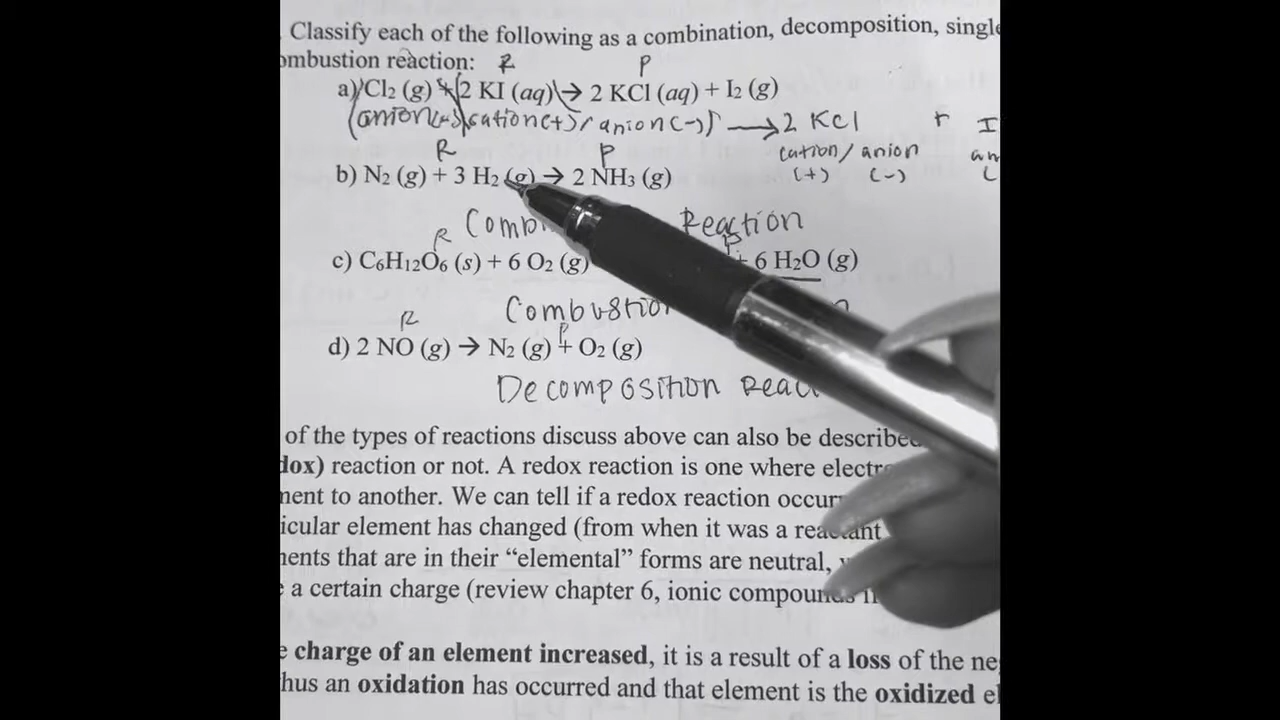 Classify each of the following as a combination, decomposition, single
ombustion reaction: R P
a) Cl₂ (g) + 2 KI (aq) → 2 KCl (aq) + I₂ (g)
(anion(-)) (cation(+)/anion(-)) → 2 KCl + I
cation/anion an
(+) (-) (
R P
b) N₂ (g) + 3 H₂ (g) → 2 NH₃ (g)
Comb Reaction
R P
c) C₆H₁₂O₆ (s) + 6 O₂ (g) + 6 H₂O (g)
Combustion n
R P
d) 2 NO (g) → N₂ (g) + O₂ (g)
Decomposition Reac
of the types of reactions discuss above can also be describe
dox) reaction or not. A redox reaction is one where electr
ment to another. We can tell if a redox reaction occur
icular element has changed (from when it was a reactant
nents that are in their “elemental” forms are neutral,
e a certain charge (review chapter 6, ionic compounds
e charge of an element increased, it is a result of a loss of the ne
hus an oxidation has occurred and that element is the oxidized el